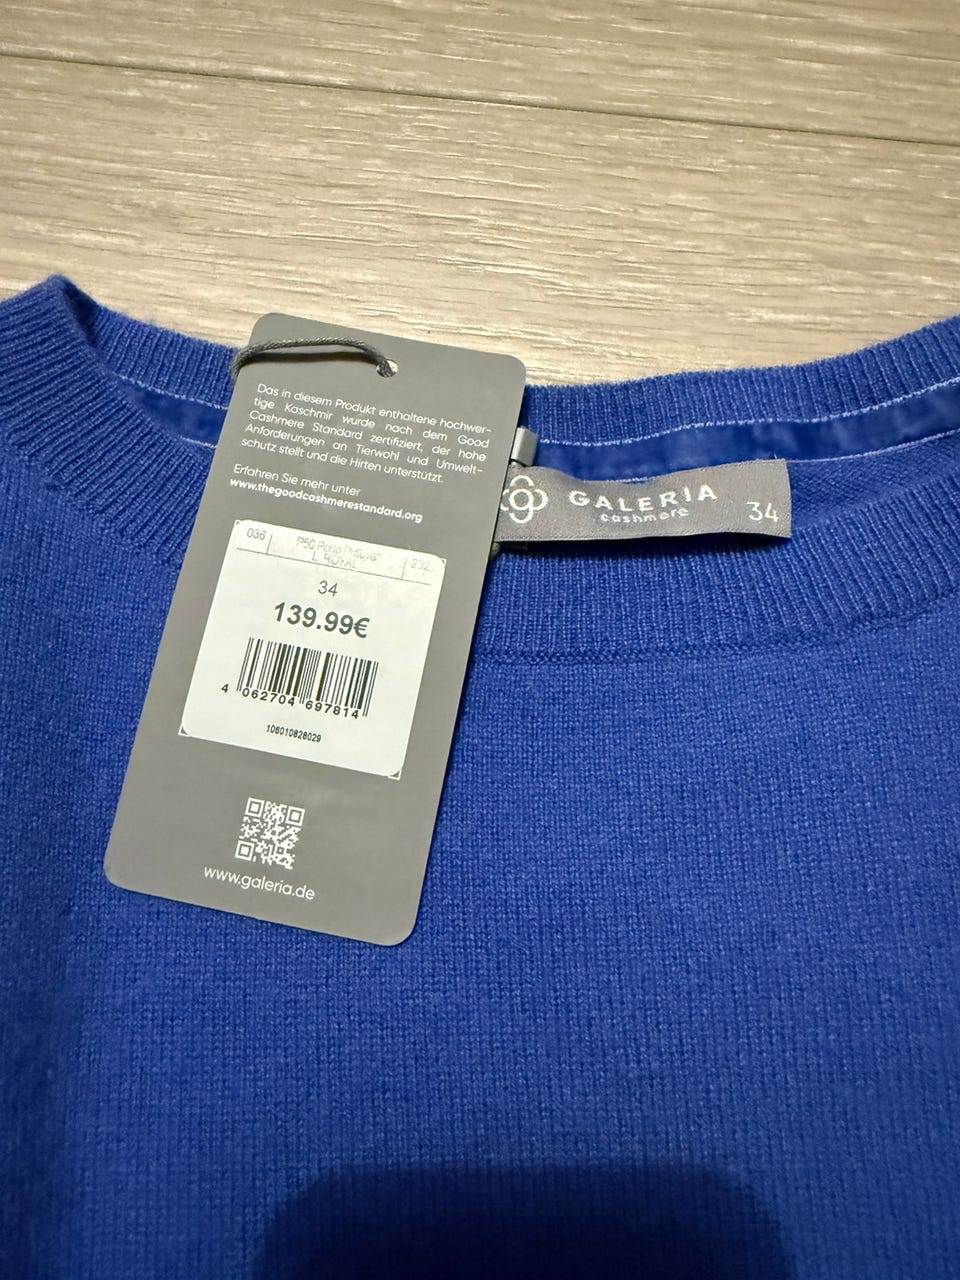 Das in diesem Produkt enthaltene hochwer-
tige Kaschmir wurde nach dem Good
Cashmere Standard zertifiziert, der hohe
Anforderungen an Tierwohl und Umwelt-
schutz stellt und die Hirten unterstützt.
Erfahren Sie mehr unter
www.thegoodcashmerestandard.org
GALERIA
cashmere
34
036
232
L ROYAL
34
139.99€
4 062704 697814
106010828029
www.galeria.de